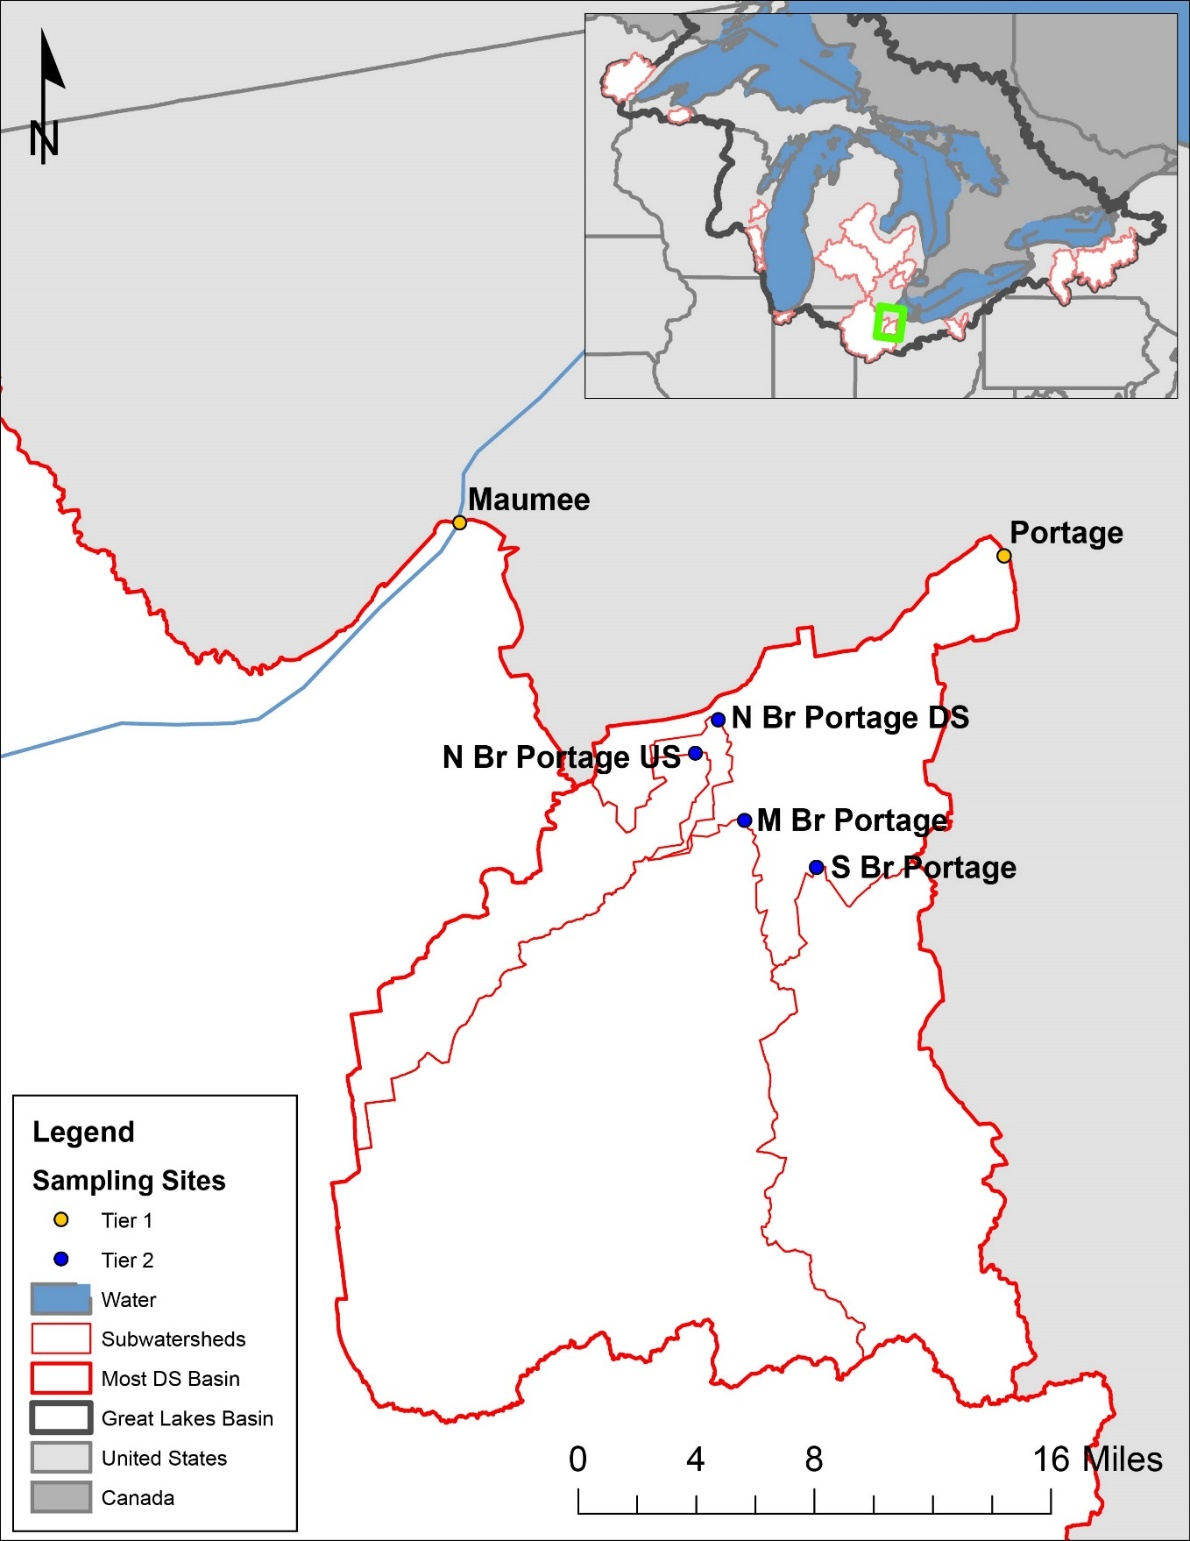 N
Maumee
Portage
N Br Portage DS
N Br Portage US
M Br Portage
S Br Portage
Legend
Sampling Sites
Tier 1
Tier 2
Water
Subwatersheds
Most DS Basin
Great Lakes Basin
United States
Canada
0 4 8 16 Miles